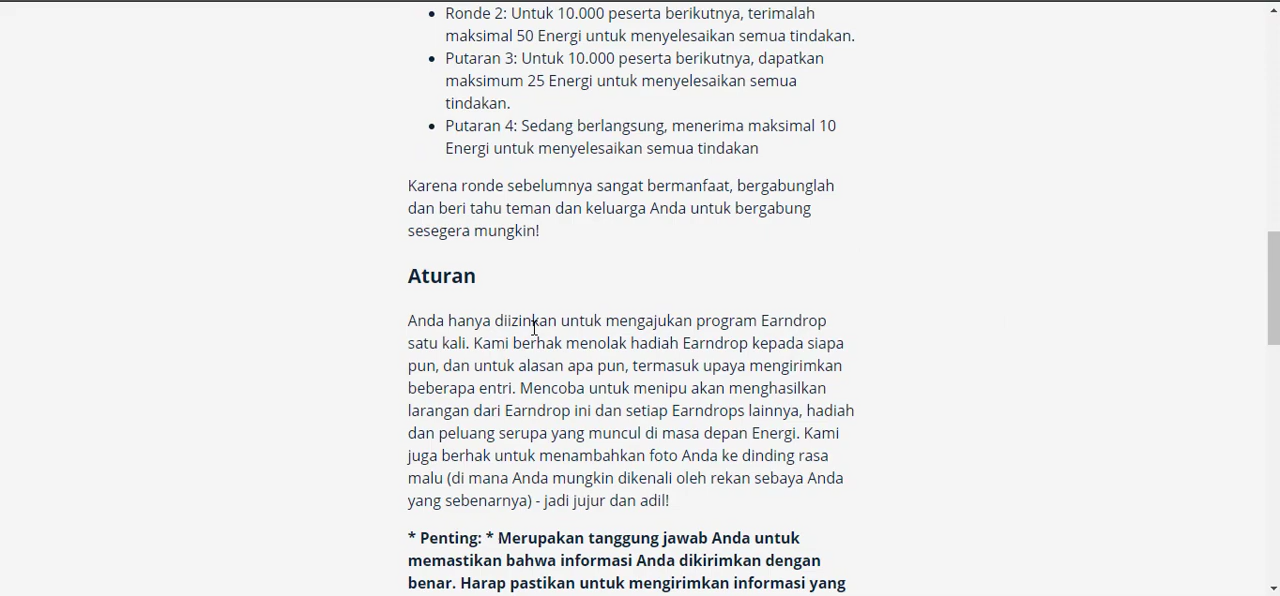 Ronde 2: Untuk 10.000 peserta berikutnya, terimalah
maksimal 50 Energi untuk menyelesaikan semua tindakan.
Putaran 3: Untuk 10.000 peserta berikutnya, dapatkan
maksimum 25 Energi untuk menyelesaikan semua
tindakan.
Putaran 4: Sedang berlangsung, menerima maksimal 10
Energi untuk menyelesaikan semua tindakan
Karena ronde sebelumnya sangat bermanfaat, bergabunglah
dan beri tahu teman dan keluarga Anda untuk bergabung
sesegera mungkin!
Aturan
Anda hanya diizinkan untuk mengajukan program Earndrop
satu kali. Kami berhak menolak hadiah Earndrop kepada siapa
pun, dan untuk alasan apa pun, termasuk upaya mengirimkan
beberapa entri. Mencoba untuk menipu akan menghasilkan
larangan dari Earndrop ini dan setiap Earndrops lainnya, hadiah
dan peluang serupa yang muncul di masa depan Energi. Kami
juga berhak untuk menambahkan foto Anda ke dinding rasa
malu (di mana Anda mungkin dikenali oleh rekan sebaya Anda
yang sebenarnya) - jadi jujur dan adil!
* Penting: * Merupakan tanggung jawab Anda untuk
memastikan bahwa informasi Anda dikirimkan dengan
benar. Harap pastikan untuk mengirimkan informasi yang